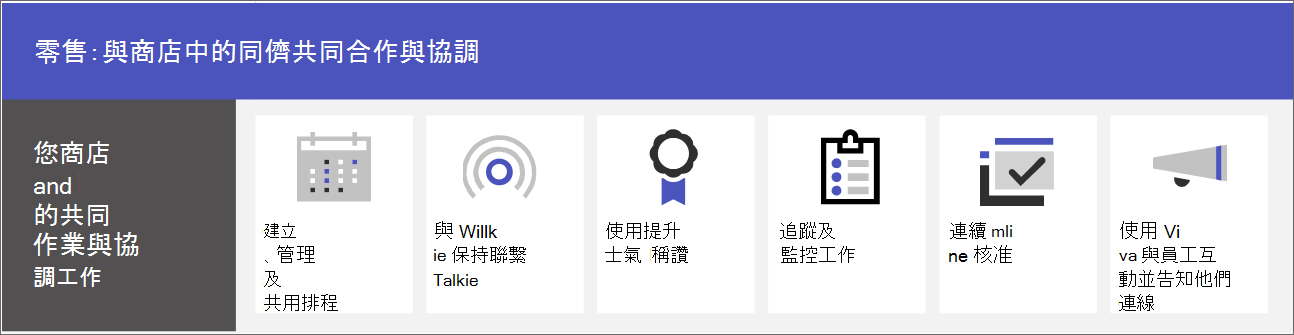 零售：與商店中的同儕共同合作與協調
您商店
and
的共同
作業與協
調工作
建立
、管理
及
共用排程
與 Willk
ie 保持聯繫
Talkie
使用提升
士氣 稱讚
追蹤及
監控工作
連續 mli
ne 核准
使用 Vi
va 與員工互
動並告知他們
連線